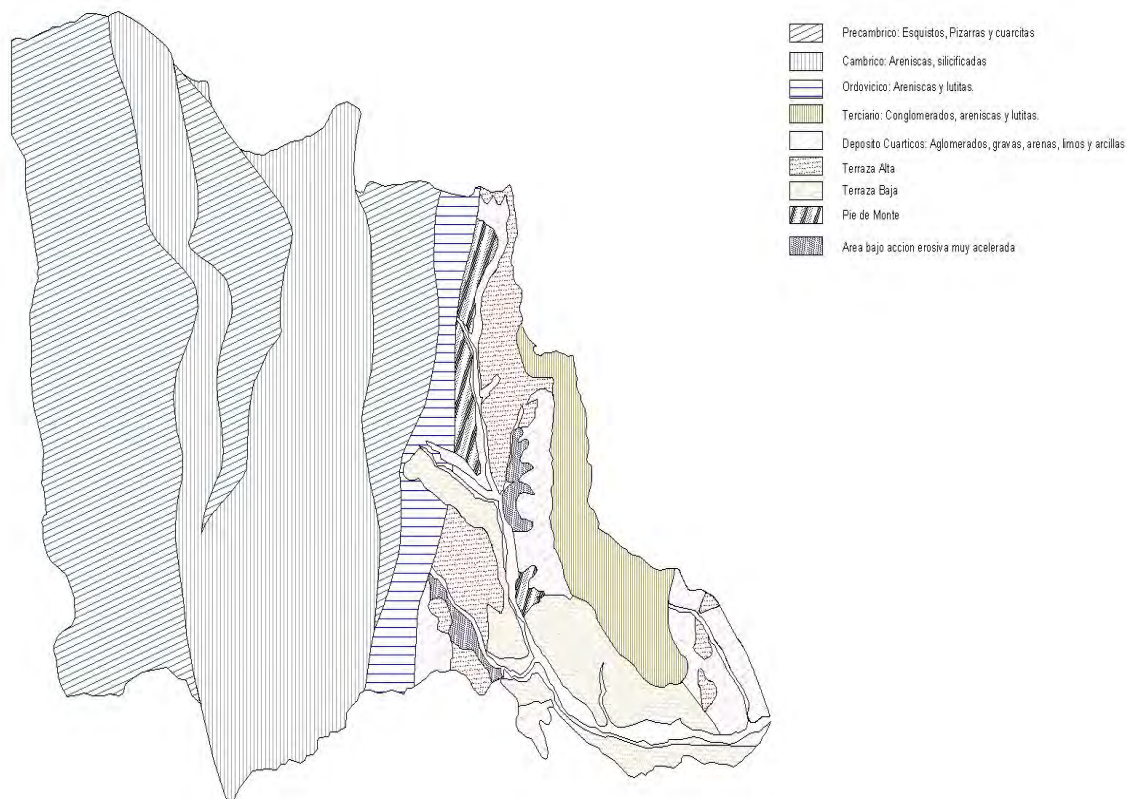 Precambrico: Esquistos, Pizarras y cuarcitas
Cambrico: Areniscas, silicificadas
Ordovicico: Areniscas y lutitas.
Terciario: Conglomerados, areniscas y lutitas.
Deposito Cuarticos: Aglomerados, gravas, arenas, limos y arcillas
Terraza Alta
Terraza Baja
Pie de Monte
Area bajo accion erosiva muy acelerada